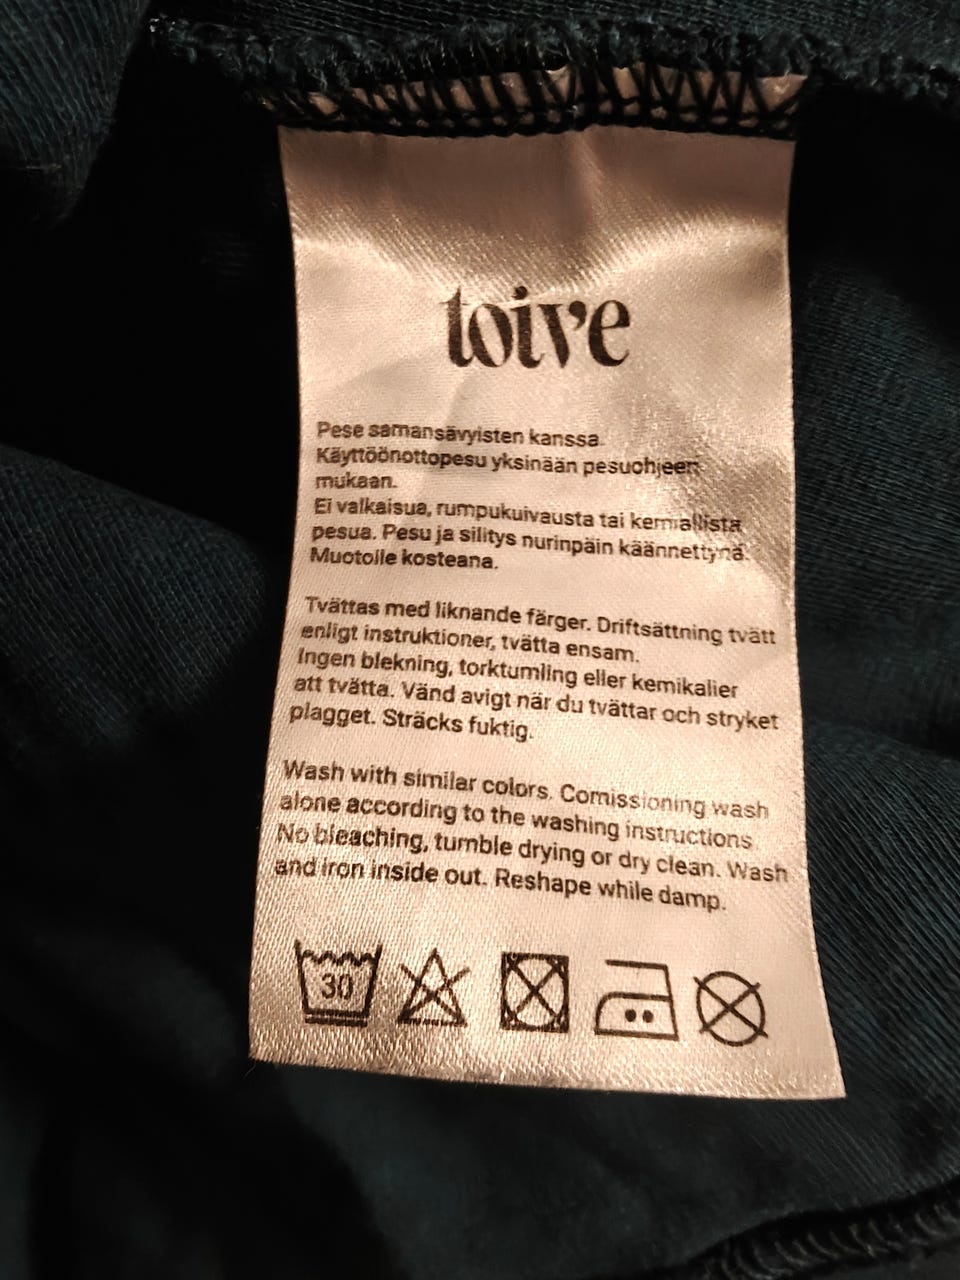 toive
Pese samansävyisten kanssa.
Käyttöönottopesu yksinään pesuohjeen
mukaan.
Ei valkaisua, rumpukuivausta tai kemiallista
pesua. Pesu ja silitys nurinpäin käännettynä.
Muotoile kosteana.
Tvättas med liknande färger. Driftsättning tvätt
enligt instruktioner, tvätta ensam.
Ingen blekning, torktumling eller kemikalier
att tvätta. Vänd avigt när du tvättar och stryket
plagget. Sträcks fuktig.
Wash with similar colors. Comissioning wash
alone according to the washing instructions.
No bleaching, tumble drying or dry clean. Wash
and iron inside out. Reshape while damp.
30